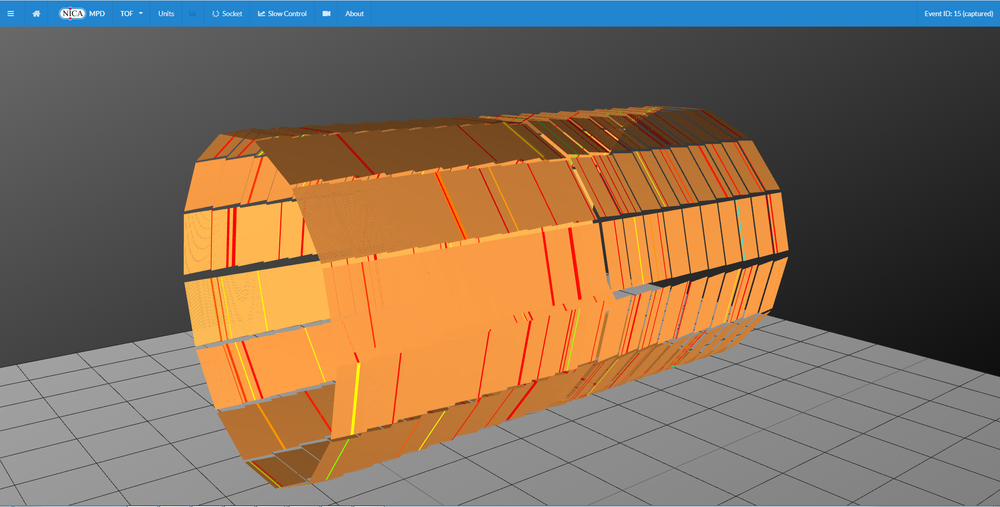 NICA MPD TOF Units Socket Slow Control About Event ID: 15 (captured)